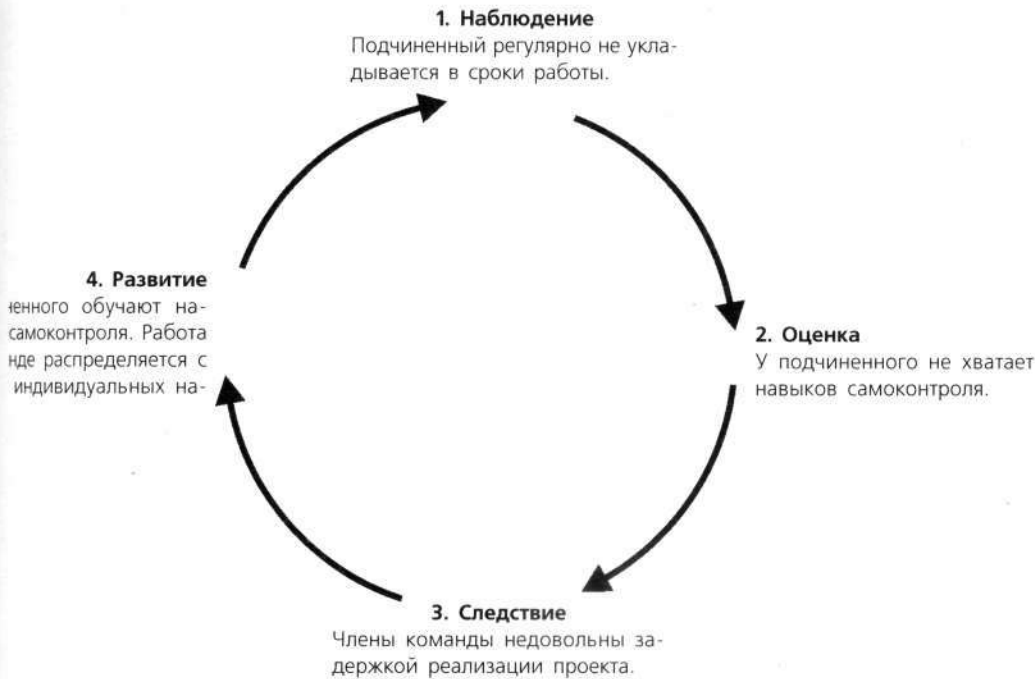 1. Наблюдение
Подчиненный регулярно не укла-
дывается в сроки работы.
2. Оценка
У подчиненного не хватает
навыков самоконтроля.
3. Следствие
Члены команды недовольны за-
держкой реализации проекта.
4. Развитие
обучают на-
самоконтроля. Работа
распределяется с
индивидуальных на-